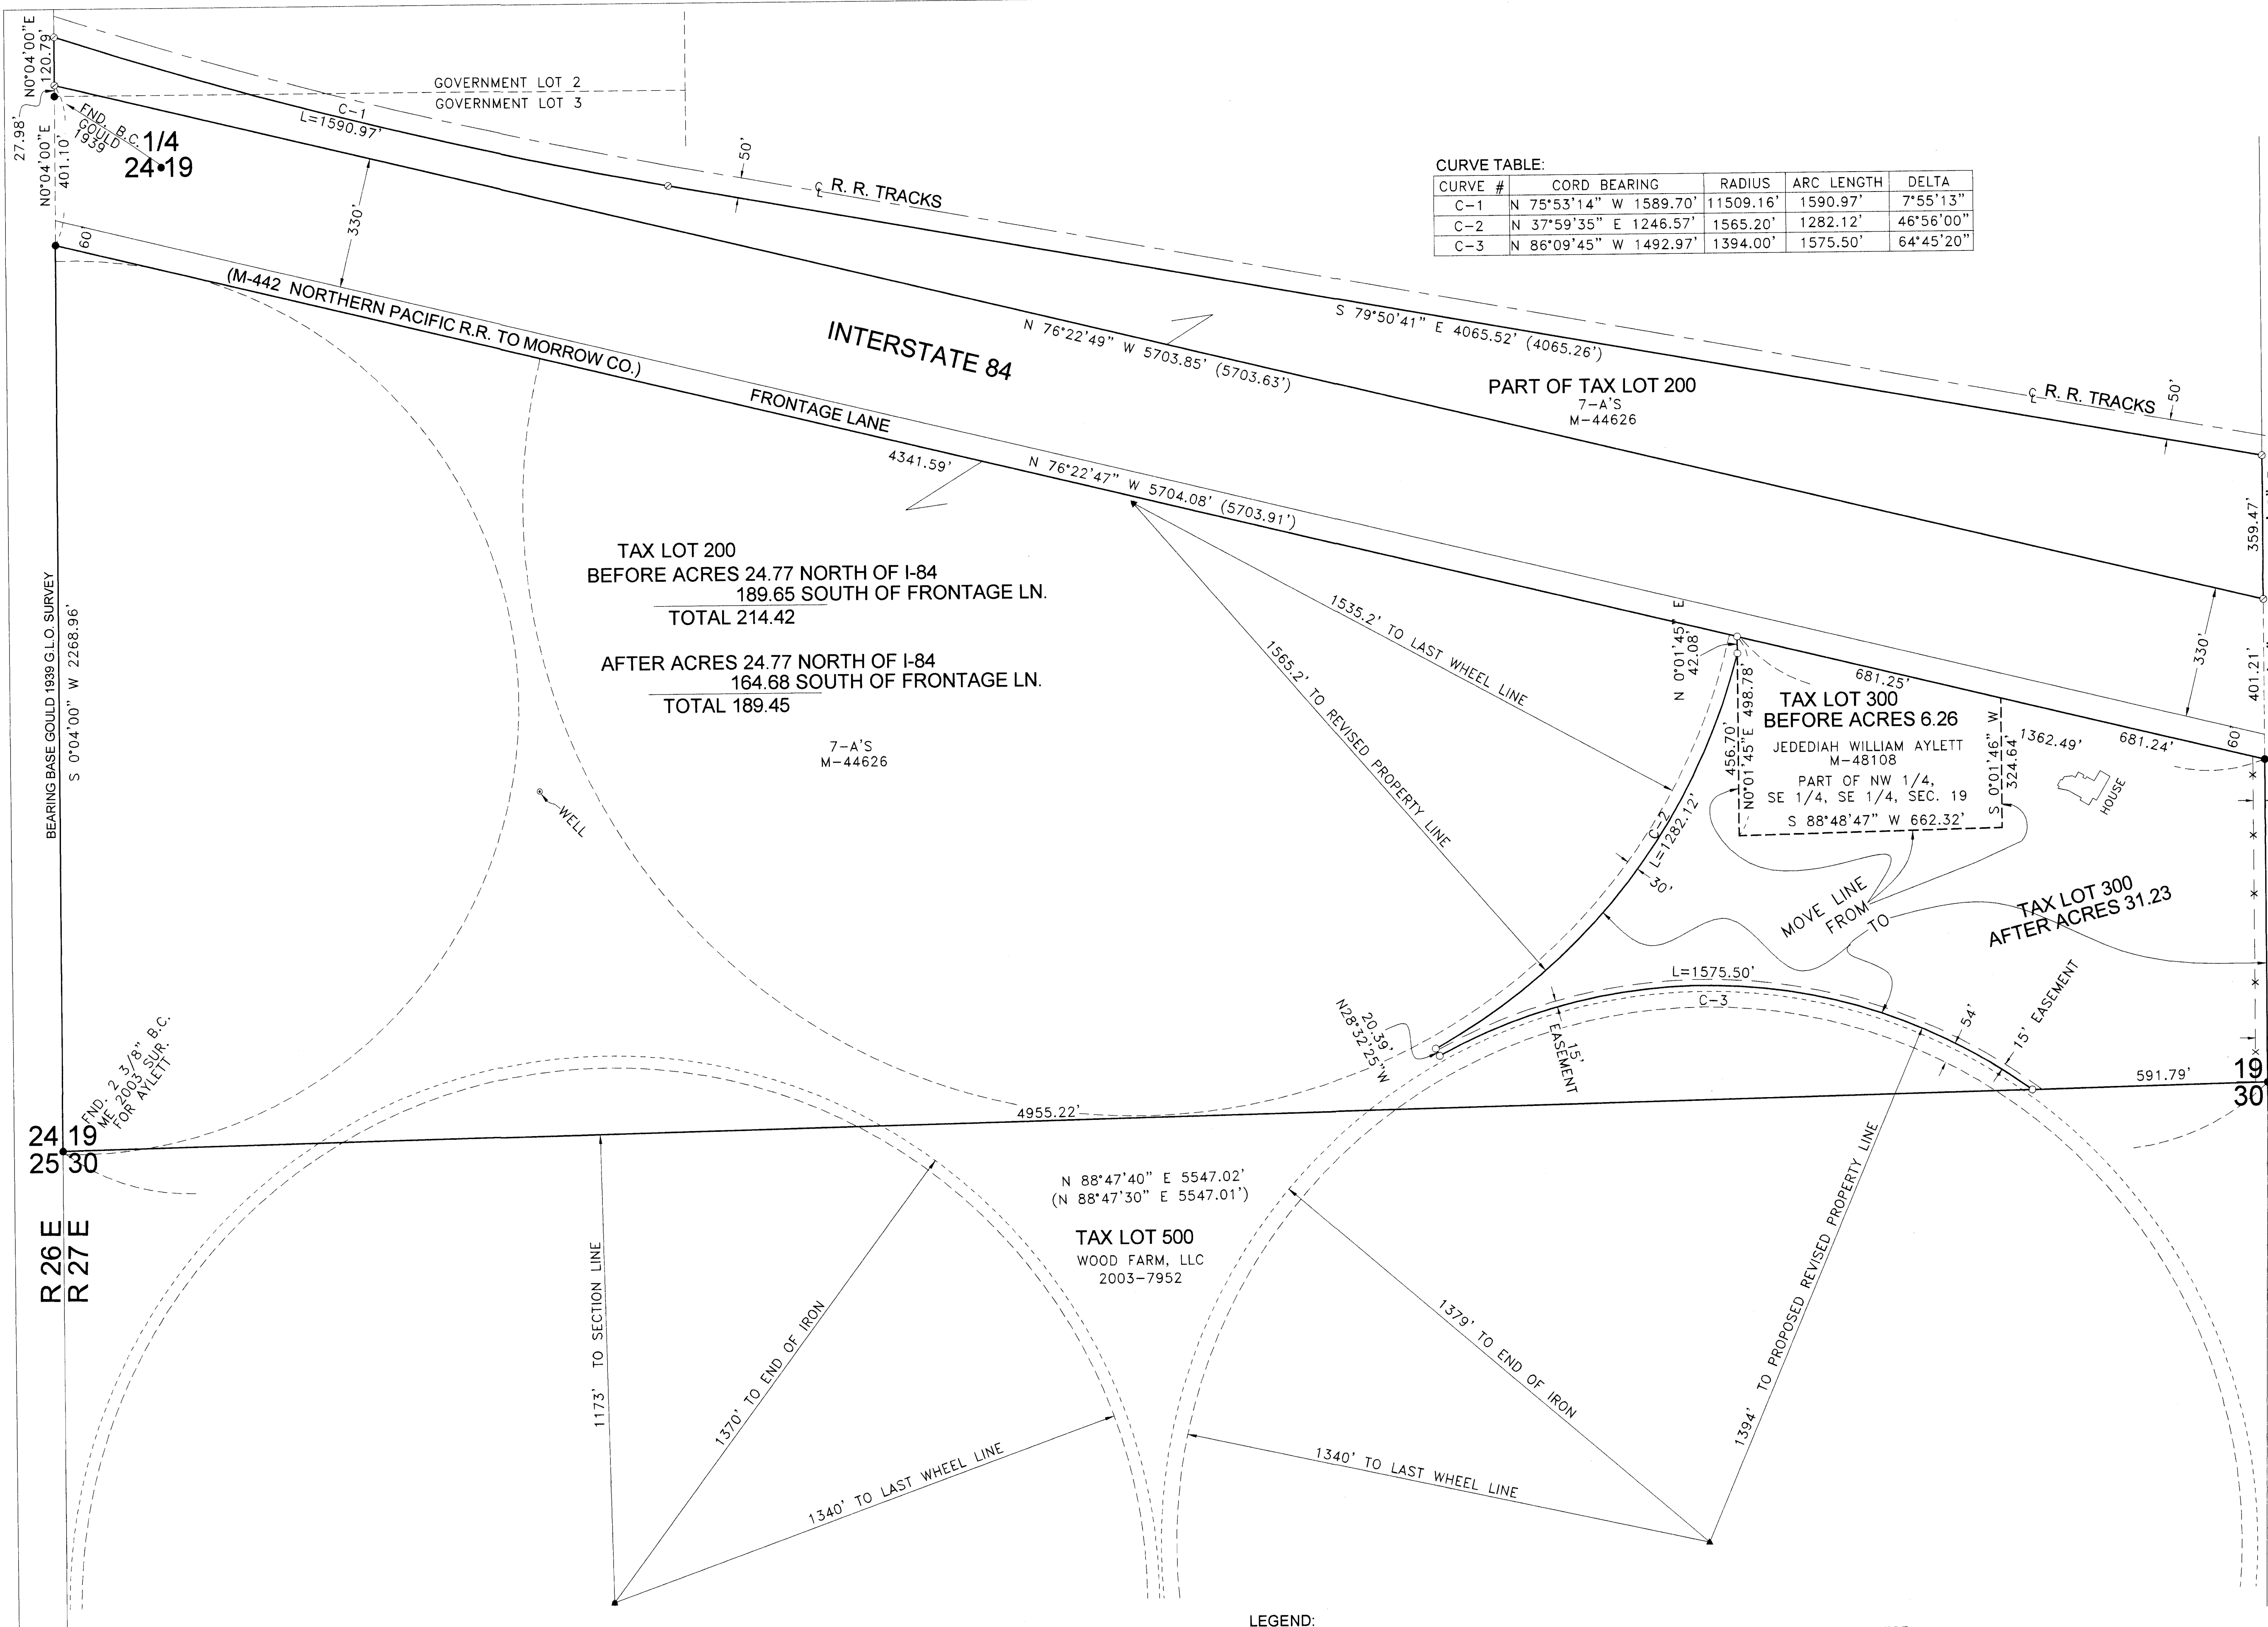 N0°04'00"E
120.79'
27.98'
N0°04'00"E
401.10'
FND. B.C.
GOULD
1939
1/4
24•19
GOVERNMENT LOT 2
GOVERNMENT LOT 3
C-1
L=1590.97'
50'
℄ R. R. TRACKS
330'
60'
(M-442 NORTHERN PACIFIC R.R. TO MORROW CO.)
INTERSTATE 84
FRONTAGE LANE
CURVE TABLE:
CURVE # CORD BEARING RADIUS ARC LENGTH DELTA
C-1 N 75°53'14" W 1589.70' 11509.16' 1590.97' 7°55'13"
C-2 N 37°59'35" E 1246.57' 1565.20' 1282.12' 46°56'00"
C-3 N 86°09'45" W 1492.97' 1394.00' 1575.50' 64°45'20"
S 79°50'41" E 4065.52' (4065.26')
N 76°22'49" W 5703.85' (5703.63')
PART OF TAX LOT 200
7-A'S
M-44626
℄ R. R. TRACKS
50'
359.47'
4341.59'
N 76°22'47" W 5704.08' (5703.91')
TAX LOT 200
BEFORE ACRES 24.77 NORTH OF I-84
189.65 SOUTH OF FRONTAGE LN.
TOTAL 214.42
AFTER ACRES 24.77 NORTH OF I-84
164.68 SOUTH OF FRONTAGE LN.
TOTAL 189.45
7-A'S
M-44626
BEARING BASE GOULD 1939 G.L.O. SURVEY
S 0°04'00" W 2268.96'
WELL
1535.2' TO LAST WHEEL LINE
1565.2' TO REVISED PROPERTY LINE
N 0°01'45" E
42.08'
681.25'
330'
401.21'
TAX LOT 300
BEFORE ACRES 6.26
JEDEDIAH WILLIAM AYLETT
M-48108
PART OF NW 1/4,
SE 1/4, SE 1/4, SEC. 19
S 88°48'47" W 662.32'
456.70'
N0°01'45"E 498.78'
S 0°01'46" W
324.64'
1362.49'
681.24'
60'
HOUSE
C-2
L=1282.12'
30'
MOVE LINE
FROM
TO
TAX LOT 300
AFTER ACRES 31.23
L=1575.50'
C-3
20.39'
N28°32'25"W
15'
EASEMENT
54'
15' EASEMENT
591.79'
19
30
FND. 2 3/8" B.C.
ME 2003 SUR.
FOR AYLETT
24 19
25 30
4955.22'
N 88°47'40" E 5547.02'
(N 88°47'30" E 5547.01')
TAX LOT 500
WOOD FARM, LLC
2003-7952
R 26 E
R 27 E
1173' TO SECTION LINE
1370' TO END OF IRON
1340' TO LAST WHEEL LINE
1379' TO END OF IRON
1340' TO LAST WHEEL LINE
1394' TO PROPOSED REVISED PROPERTY LINE
LEGEND: